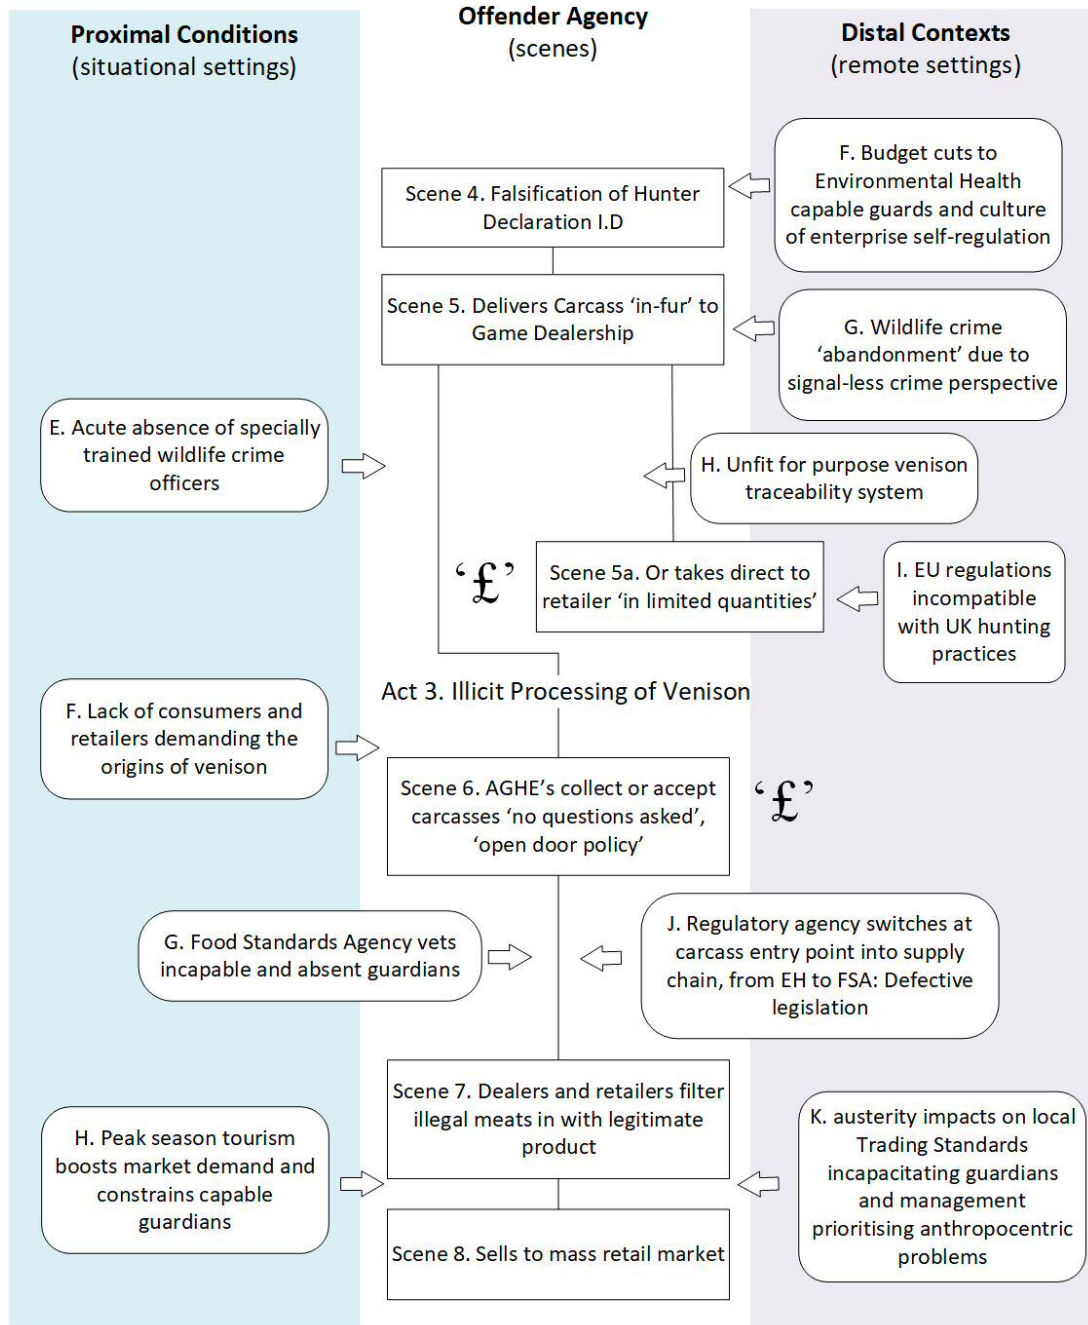 Proximal Conditions
(situational settings)
Offender Agency
(scenes)
Distal Contexts
(remote settings)
Scene 4. Falsification of Hunter
Declaration I.D
F. Budget cuts to
Environmental Health
capable guards and culture
of enterprise self-regulation
Scene 5. Delivers Carcass ‘in-fur’ to
Game Dealership
G. Wildlife crime
‘abandonment’ due to
signal-less crime perspective
E. Acute absence of specially
trained wildlife crime
officers
H. Unfit for purpose venison
traceability system
‘£’
Scene 5a. Or takes direct to
retailer ‘in limited quantities’
I. EU regulations
incompatible
with UK hunting
practices
Act 3. Illicit Processing of Venison
F. Lack of consumers and
retailers demanding the
origins of venison
Scene 6. AGHE’s collect or accept
carcasses ‘no questions asked’,
‘open door policy’
‘£’
G. Food Standards Agency vets
incapable and absent guardians
J. Regulatory agency switches at
carcass entry point into supply
chain, from EH to FSA: Defective
legislation
Scene 7. Dealers and retailers filter
illegal meats in with legitimate
product
H. Peak season tourism
boosts market demand and
constrains capable
guardians
K. austerity impacts on local
Trading Standards
incapacitating guardians
and management
prioritising anthropocentric
problems
Scene 8. Sells to mass retail market